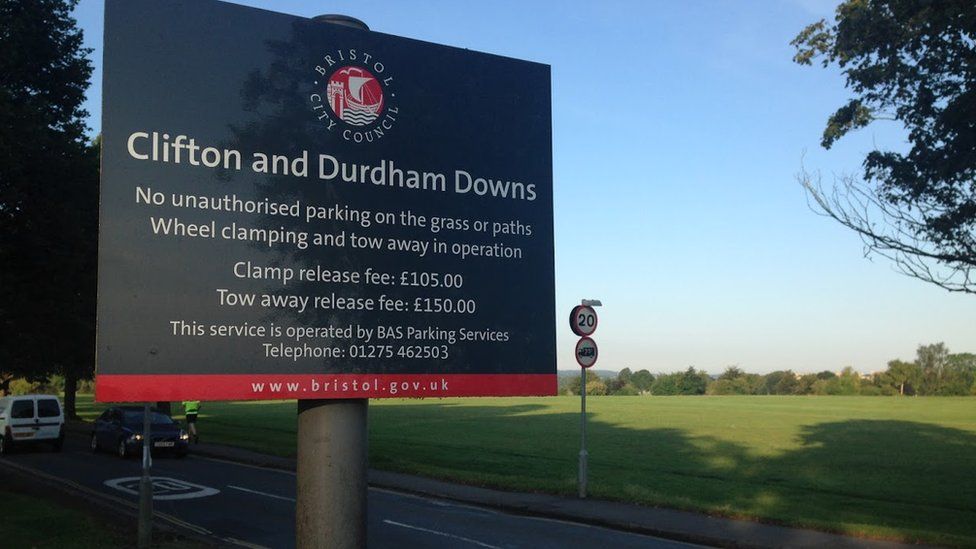 BRISTOL
CITY COUNCIL
Clifton and Durdham Downs
No unauthorised parking on the grass or paths
Wheel clamping and tow away in operation
Clamp release fee: £105.00
Tow away release fee: £150.00
This service is operated by BAS Parking Services
Telephone: 01275 462503
www.bristol.gov.uk
20